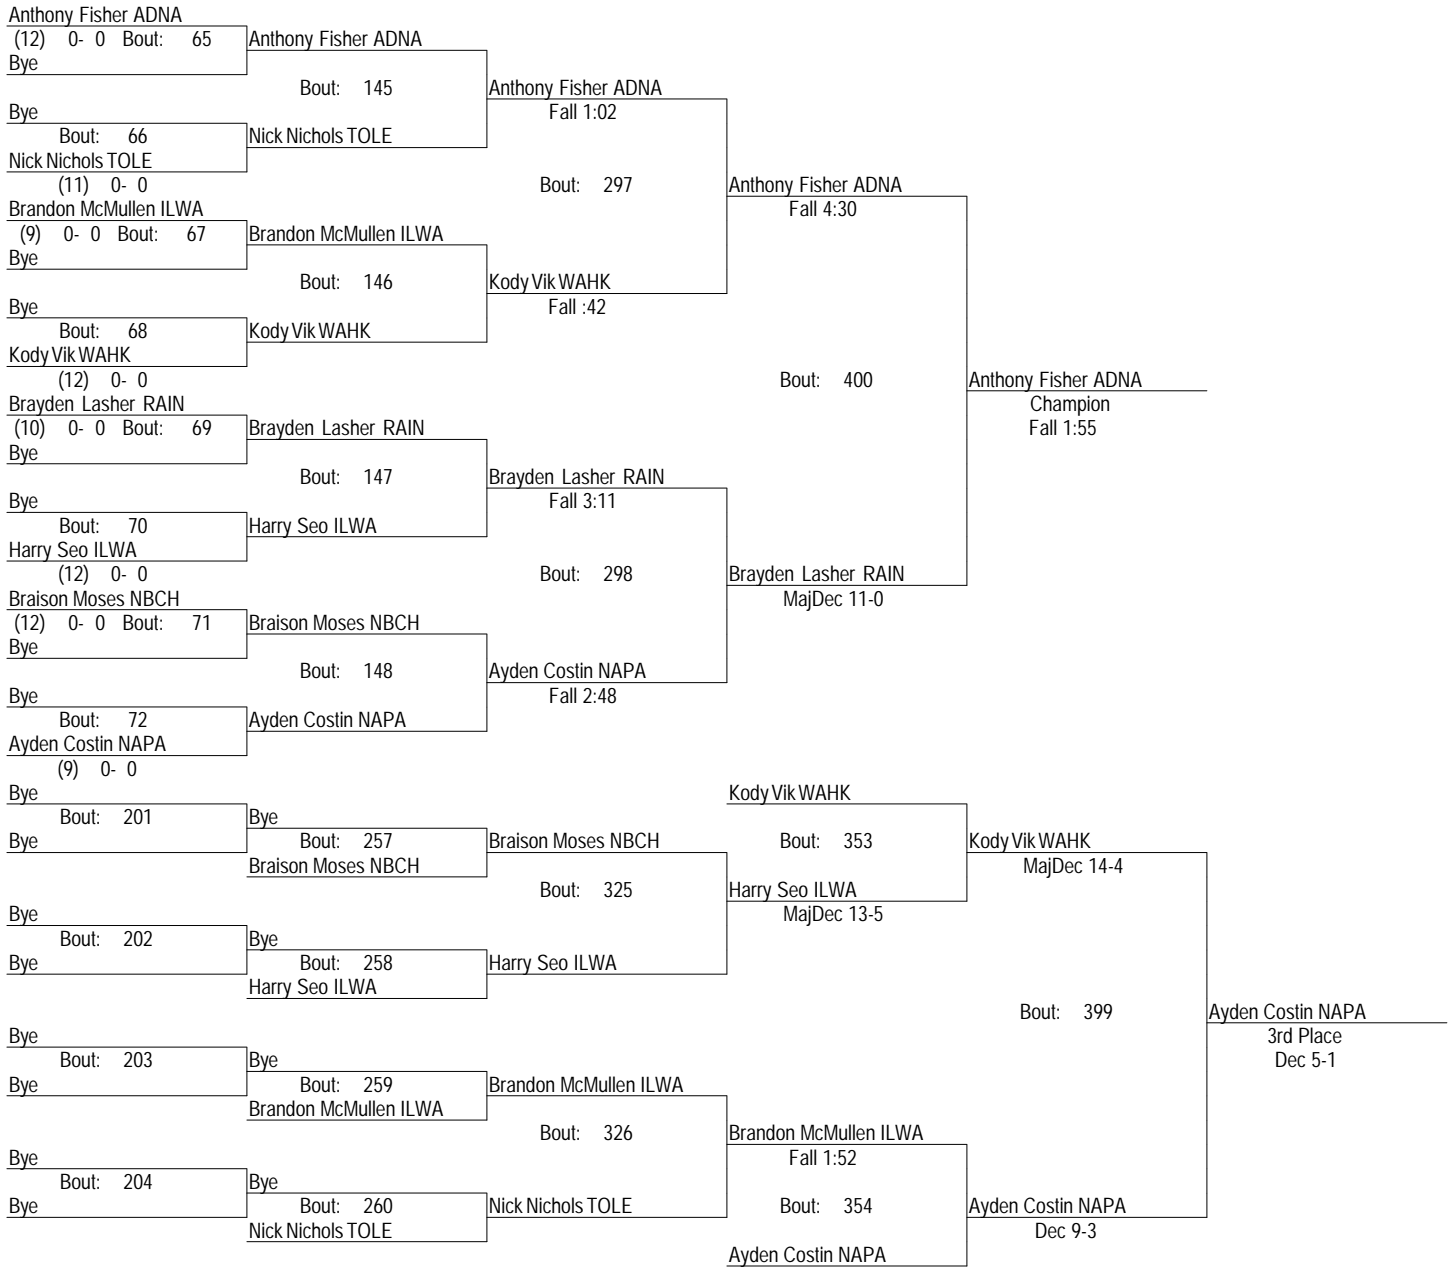 Anthony Fisher ADNA
(12) 0- 0 Bout: 65 Anthony Fisher ADNA
Bye
Bout: 145 Anthony Fisher ADNA
Bye Fall 1:02
Bout: 66 Nick Nichols TOLE
Nick Nichols TOLE
(11) 0- 0 Bout: 297 Anthony Fisher ADNA
Brandon McMullen ILWA Fall 4:30
(9) 0- 0 Bout: 67 Brandon McMullen ILWA
Bye
Bout: 146 Kody Vik WAHK
Bye Fall :42
Bout: 68 Kody Vik WAHK
Kody Vik WAHK
(12) 0- 0 Bout: 400 Anthony Fisher ADNA
Brayden Lasher RAIN Champion
(10) 0- 0 Bout: 69 Brayden Lasher RAIN Fall 1:55
Bye
Bout: 147 Brayden Lasher RAIN
Bye Fall 3:11
Bout: 70 Harry Seo ILWA
Harry Seo ILWA
(12) 0- 0 Bout: 298 Brayden Lasher RAIN
Braison Moses NBCH MajDec 11-0
(12) 0- 0 Bout: 71 Braison Moses NBCH
Bye
Bout: 148 Ayden Costin NAPA
Bye Fall 2:48
Bout: 72 Ayden Costin NAPA
Ayden Costin NAPA
(9) 0- 0
Bye Kody Vik WAHK
Bout: 201 Bye
Bye Bout: 257 Braison Moses NBCH Bout: 353 Kody Vik WAHK
Braison Moses NBCH MajDec 14-4
Bout: 325 Harry Seo ILWA
Bye MajDec 13-5
Bout: 202 Bye
Bye Bout: 258 Harry Seo ILWA
Harry Seo ILWA
Bout: 399 Ayden Costin NAPA
Bye 3rd Place
Bout: 203 Bye Dec 5-1
Bye Bout: 259 Brandon McMullen ILWA
Brandon McMullen ILWA
Bout: 326 Brandon McMullen ILWA
Bye Fall 1:52
Bout: 204 Bye
Bye Bout: 260 Nick Nichols TOLE Bout: 354 Ayden Costin NAPA
Nick Nichols TOLE Dec 9-3
Ayden Costin NAPA